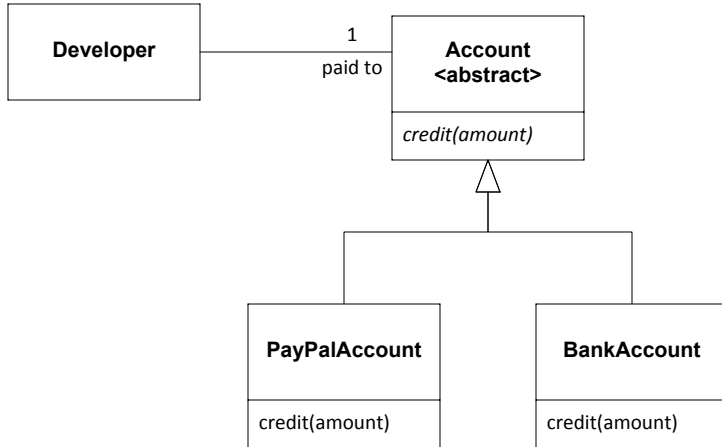 Developer
1
paid to
Account
<abstract>
credit(amount)
PayPalAccount
credit(amount)
BankAccount
credit(amount)